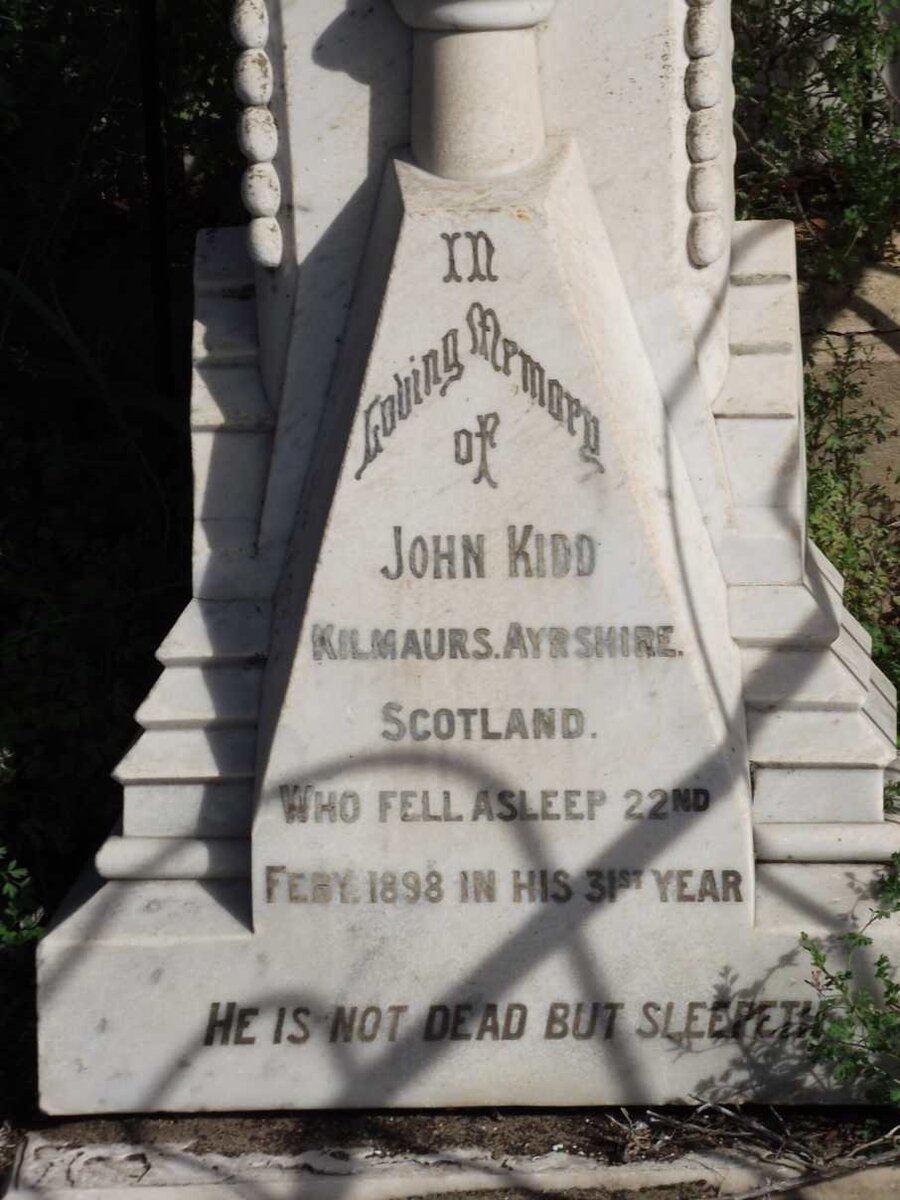 IN
Loving Memory
of
JOHN KIDD
KILMAURS. AYRSHIRE.
SCOTLAND.
WHO FELL ASLEEP 22ND
FEBY. 1898 IN HIS 31ST YEAR
HE IS NOT DEAD BUT SLEEPETH